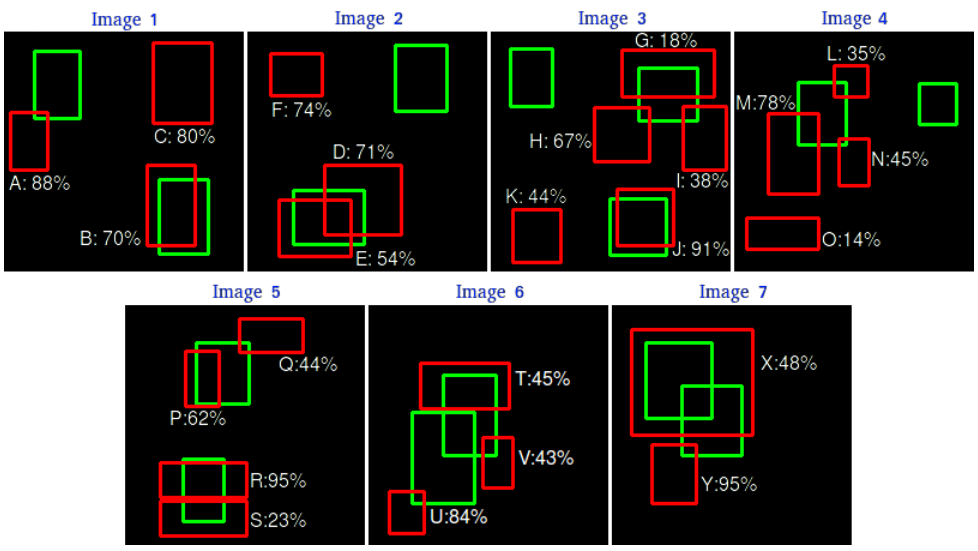 Image 1
Image 2
Image 3
Image 4
A: 88%
C: 80%
B: 70%
F: 74%
D: 71%
E: 54%
G: 18%
H: 67%
I: 38%
K: 44%
J: 91%
L: 35%
M:78%
N:45%
O:14%
Image 5
Image 6
Image 7
Q:44%
P:62%
R:95%
S:23%
T:45%
V:43%
U:84%
X:48%
Y:95%